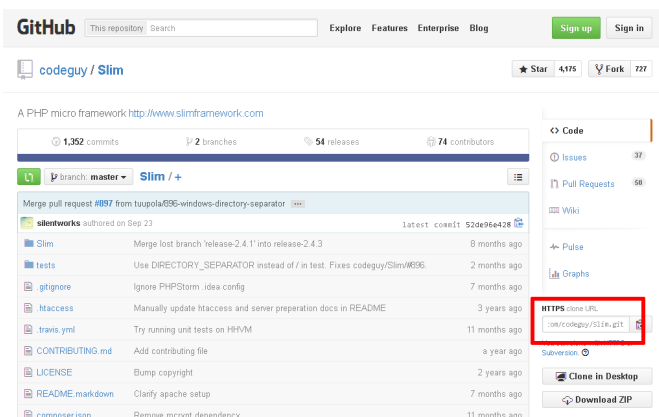 GitHub This repository Search Explore Features Enterprise Blog Sign up Sign in
codeguy / Slim Star 4,175 Fork 727
A PHP micro framework http://www.slimframework.com
1,352 commits 2 branches 54 releases 74 contributors
<> Code
Issues 37
branch: master Slim / +
Pull Requests 58
Merge pull request #897 from tuupola/896-windows-directory-separator ...
Wiki
silentworks authored on Sep 23 latest commit 52de96e428
Slim Merge lost branch 'release-2.4.1' into release-2.4.3 8 months ago
Pulse
tests Use DIRECTORY_SEPARATOR instead of / in test. Fixes codeguy/Slim/#896. 2 months ago
Graphs
.gitignore Ignore PHPStorm .idea config 7 months ago
.htaccess Manually update htaccess and server preperation docs in README 3 years ago
HTTPS clone URL
:om/codeguy/Slim.git
.travis.yml Try running unit tests on HHVM 11 months ago
CONTRIBUTING.md Add contributing file a year ago
Subversion.
LICENSE Bump copyright 2 years ago
Clone in Desktop
README.markdown Clarify apache setup 7 months ago
Download ZIP
composer.json Remove mcrypt dependency 11 months ago